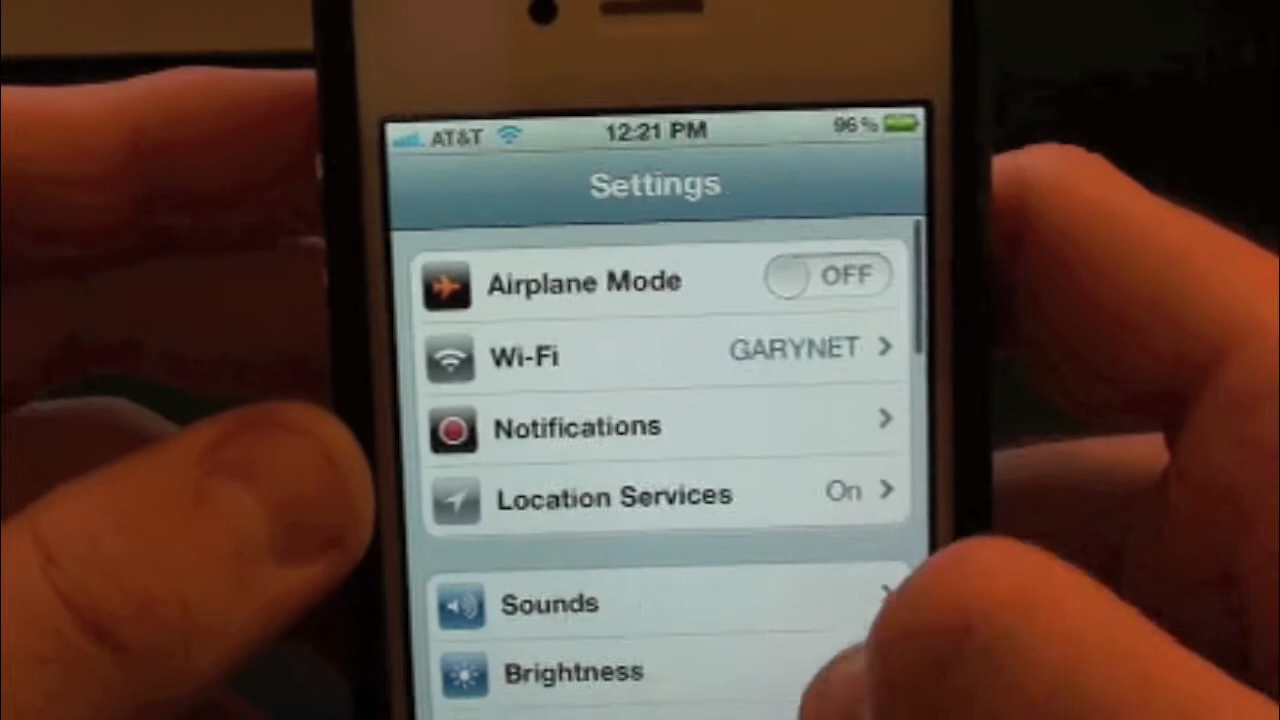 AT&T 12:21 PM 96%
Settings
Airplane Mode OFF
Wi-Fi GARYNET
Notifications
Location Services On
Sounds
Brightness